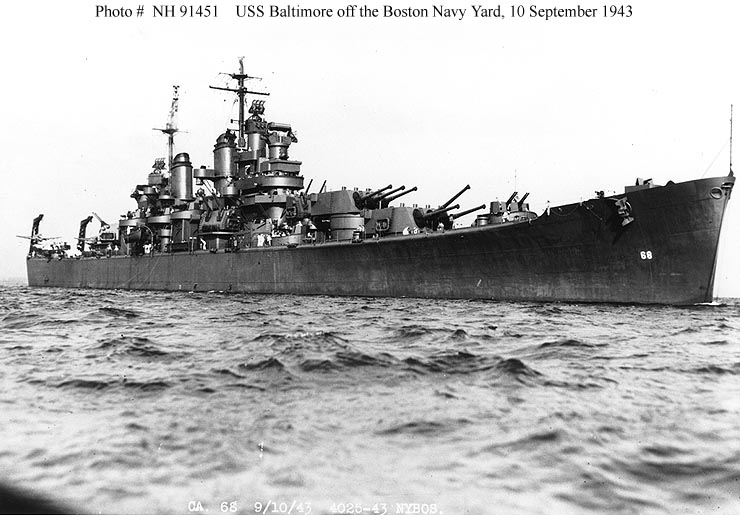 Photo #  NH 91451    USS Baltimore off the Boston Navy Yard, 10 September 1943
68
CA. 68  9/10/43  4025-43 NYBOS.